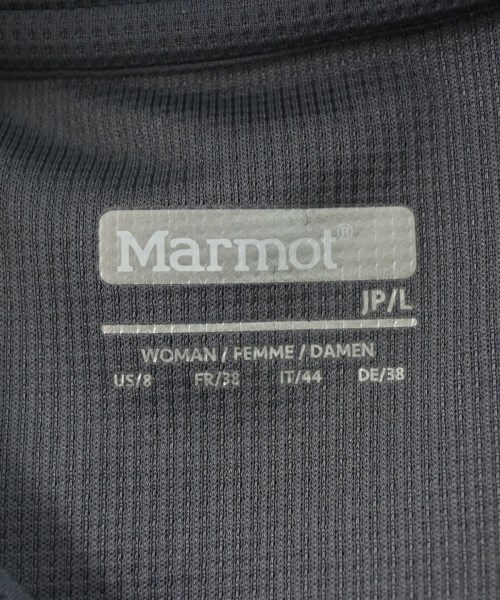 Marmot®
JP/L
WOMAN / FEMME / DAMEN
US/8 FR/38 IT/44 DE/38